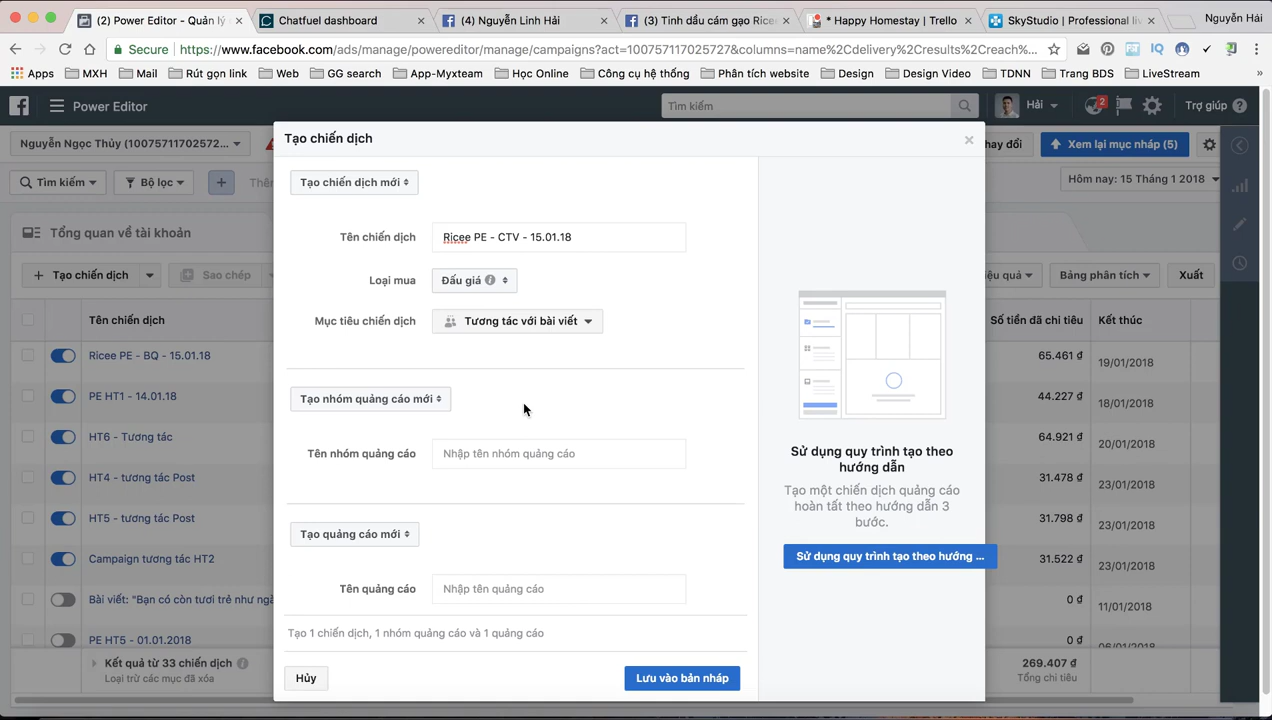 (2) Power Editor - Quản lý
Chatfuel dashboard
(4) Nguyễn Linh Hải
(3) Tinh dầu cám gạo Rice
* Happy Homestay | Trello
SkyStudio | Professional liv
Nguyễn Hải
Secure
https://www.facebook.com/ads/manage/powereditor/manage/campaigns?act=100757117025727&columns=name%2Cdelivery%2Cresults%2Creach%...
Apps
MXH
Mail
Rút gọn link
Web
GG search
App-Myxteam
Học Online
Công cụ hệ thống
Phân tích website
Design
Design Video
TDNN
Trang BDS
LiveStream
»
Power Editor
Tìm kiếm
Hải
2
Trợ giúp
Nguyễn Ngọc Thủy (10075711702572...
Tạo chiến dịch
hay đổi
Xem lại mục nháp (5)
Tìm kiếm
Bộ lọc
+
Thê
Tạo chiến dịch mới
Hôm nay: 15 Tháng 1 2018
Tổng quan về tài khoản
Tên chiến dịch
Ricee PE - CTV - 15.01.18
+ Tạo chiến dịch
Sao chép
Loại mua
Đấu giá
iệu quả
Bảng phân tích
Xuất
Tên chiến dịch
Mục tiêu chiến dịch
Tương tác với bài viết
Số tiền đã chi tiêu
Kết thúc
Ricee PE - BQ - 15.01.18
65.461 ₫
19/01/2018
PE HT1 - 14.01.18
Tạo nhóm quảng cáo mới
44.227 ₫
18/01/2018
HT6 - Tương tác
Tên nhóm quảng cáo
Nhập tên nhóm quảng cáo
Sử dụng quy trình tạo theo
hướng dẫn
64.921 ₫
20/01/2018
HT4 - tương tác Post
Tạo một chiến dịch quảng cáo
hoàn tất theo hướng dẫn 3
bước.
31.478 ₫
23/01/2018
HT5 - tương tác Post
Tạo quảng cáo mới
31.798 ₫
23/01/2018
Campaign tương tác HT2
Sử dụng quy trình tạo theo hướng ...
31.522 ₫
23/01/2018
Bài viết: "Bạn có còn tươi trẻ như ngà
Tên quảng cáo
Nhập tên quảng cáo
0 ₫
11/01/2018
PE HT5 - 01.01.2018
Tạo 1 chiến dịch, 1 nhóm quảng cáo và 1 quảng cáo
0 ₫
06/01/2018
Kết quả từ 33 chiến dịch
Loại trừ các mục đã xóa
Hủy
Lưu vào bản nháp
269.407 ₫
Tổng chi tiêu